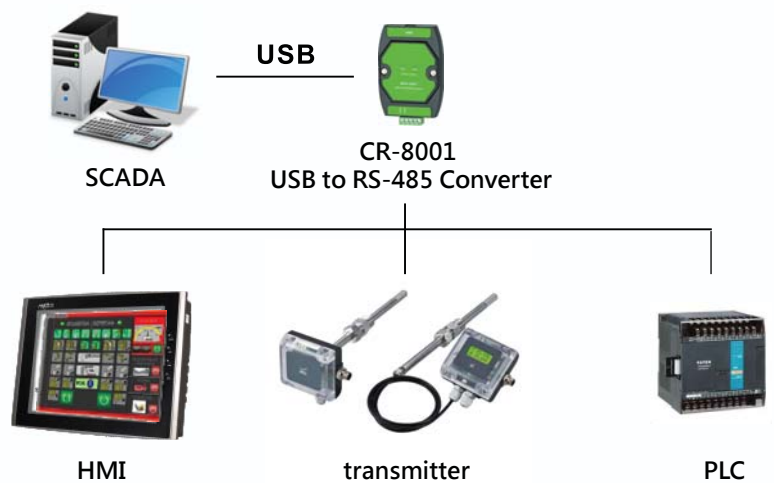 USB
SCADA
CR-8001
USB to RS-485 Converter
HMI
transmitter
PLC